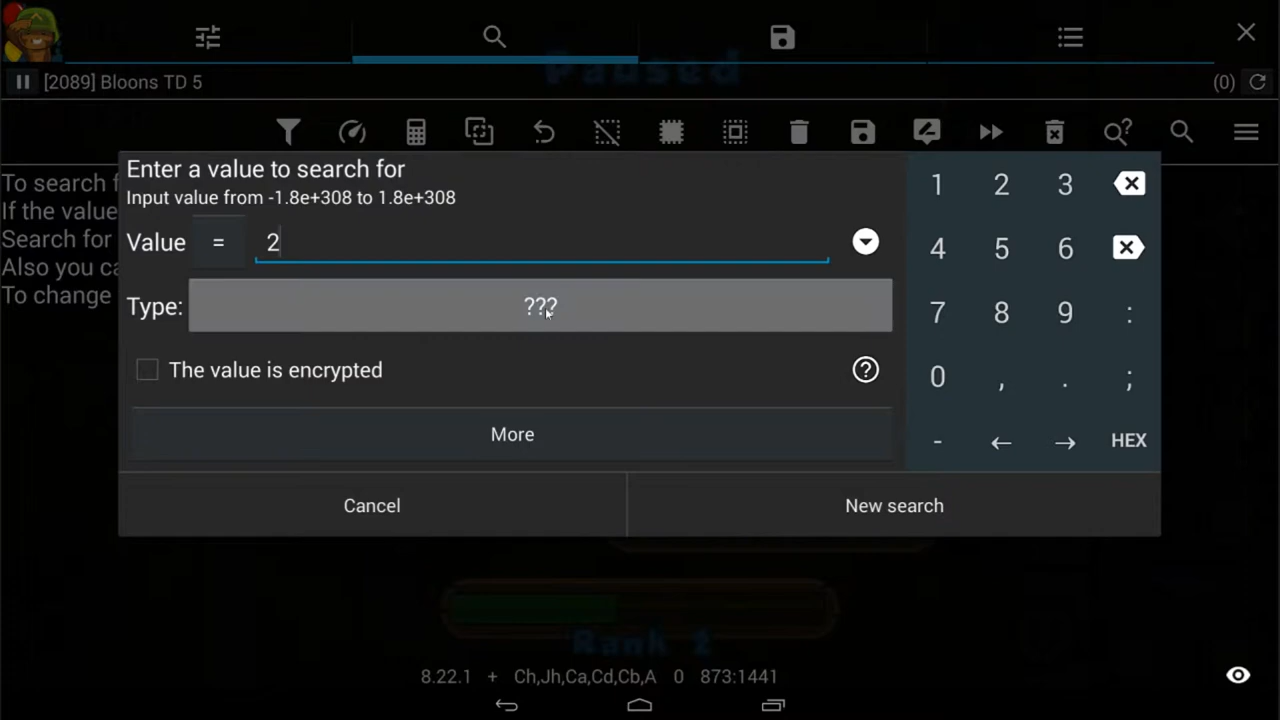 Paused
[2089] Bloons TD 5
(0)
To search f
If the value
Search for
Also you ca
To change
Enter a value to search for
Input value from -1.8e+308 to 1.8e+308
Value = 2
Type: ???
The value is encrypted
More
Cancel New search
1 2 3
4 5 6
7 8 9 :
0 , . ;
- ← → HEX
Rank 2
8.22.1 + Ch,Jh,Ca,Cd,Cb,A 0 873:1441